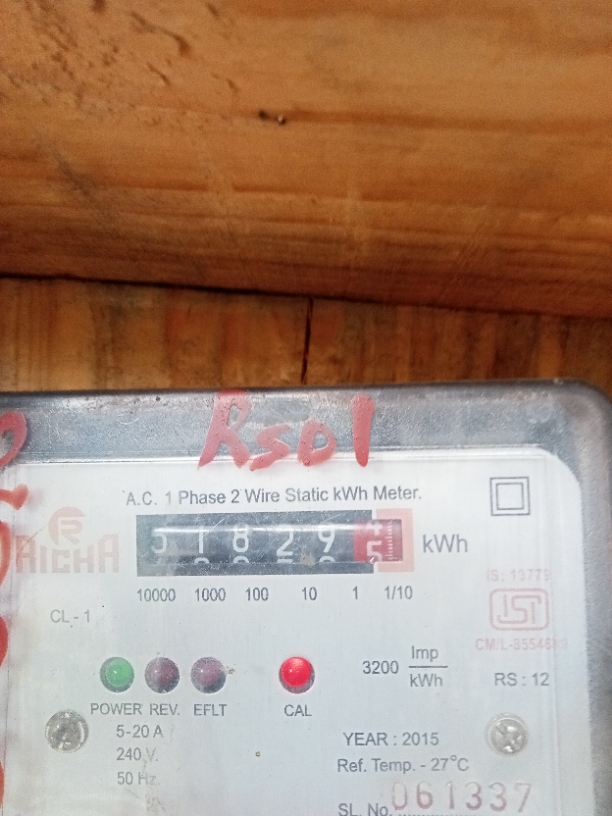 Rs01
A.C. 1 Phase 2 Wire Static kWh Meter.
1829 kWh
10000 1000 100 10 1 1/10
RICHA
IS : 13779
CL - 1
ISI
3200 Imp/kWh
RS : 12
POWER REV. EFLT CAL
5-20 A
240 V.
50 Hz
YEAR : 2015
Ref. Temp. - 27°C
SL. No. 061337